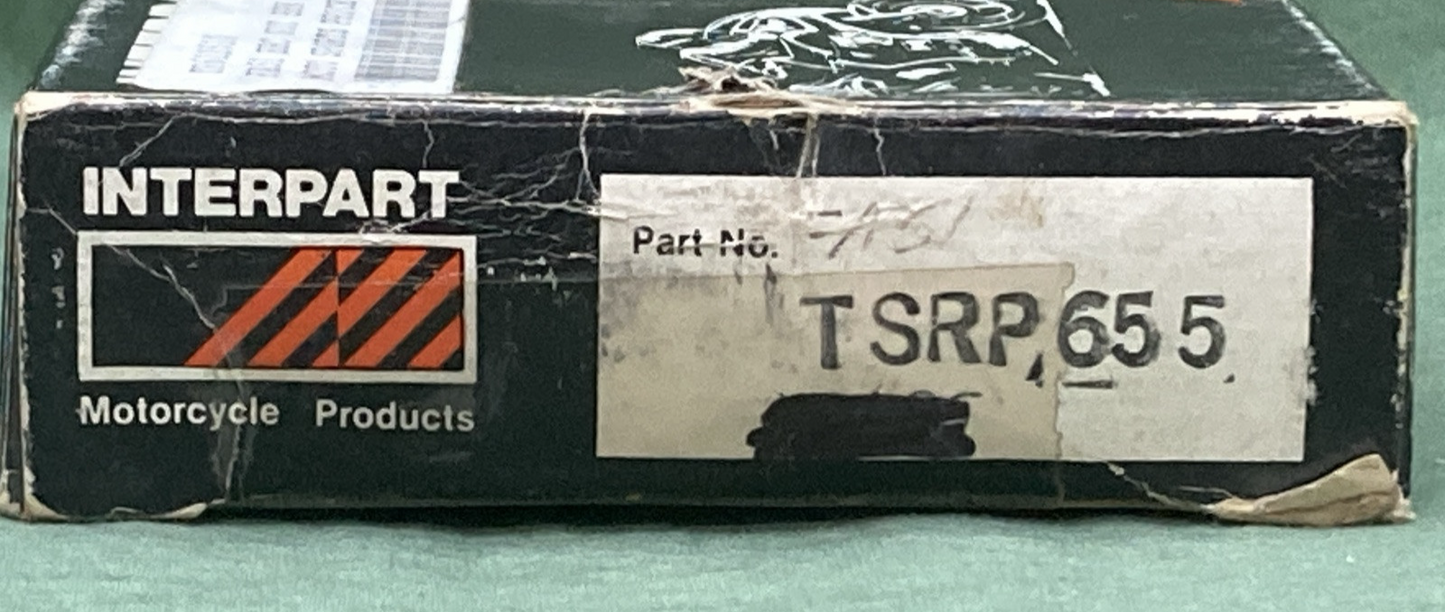 INTERPART
Motorcycle Products
Part No.
TSRP,655